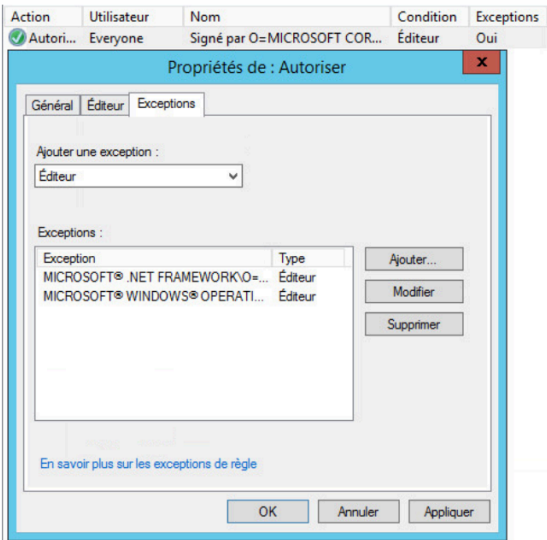 Action Utilisateur Nom Condition Exceptions
Autori... Everyone Signé par O=MICROSOFT COR... Éditeur Oui
Propriétés de : Autoriser
x
Général Éditeur Exceptions
Ajouter une exception :
Éditeur
Exceptions :
Exception Type
MICROSOFT® .NET FRAMEWORK\O=... Éditeur
MICROSOFT® WINDOWS® OPERATI... Éditeur
Ajouter...
Modifier
Supprimer
En savoir plus sur les exceptions de règle
OK Annuler Appliquer